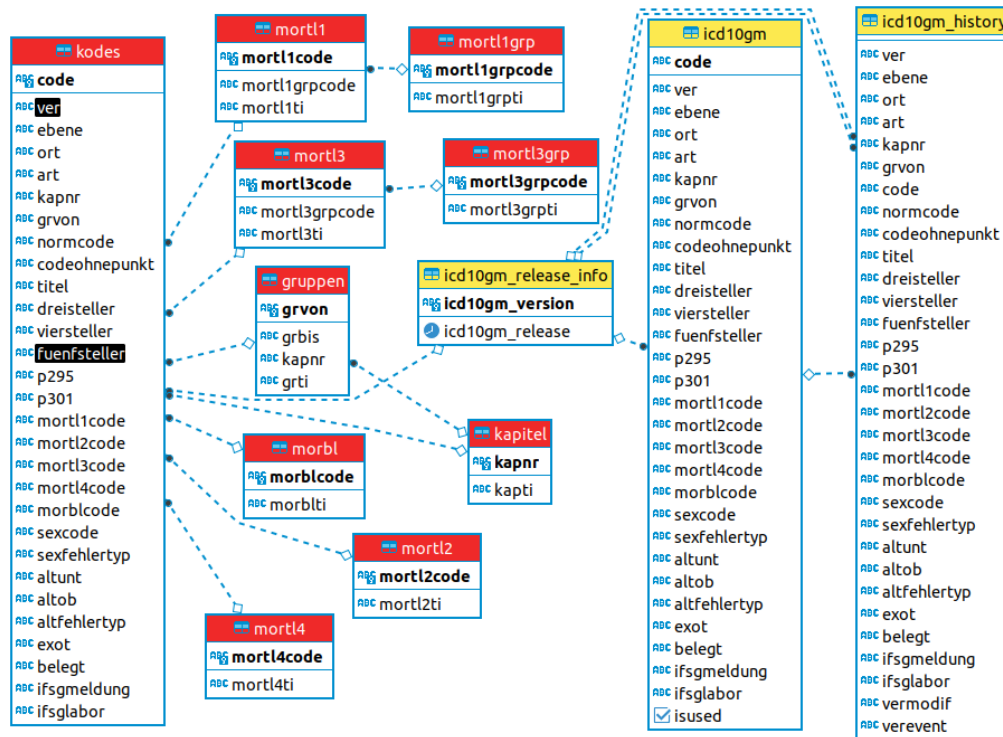 kodes
code
ver
ebene
ort
art
kapnr
grvon
normcode
codeohnepunkt
titel
dreisteller
viersteller
fuenfsteller
p295
p301
mortl1code
mortl2code
mortl3code
mortl4code
morblcode
sexcode
sexfehlertyp
altunt
altob
altfehlertyp
exot
belegt
ifsgmeldung
ifsglabor
mortl1
mortl1code
mortl1grpcode
mortl1ti
mortl1grp
mortl1grpcode
mortl1grpti
mortl3
mortl3code
mortl3grpcode
mortl3ti
mortl3grp
mortl3grpcode
mortl3grpti
gruppen
grvon
grbis
kapnr
grti
icd10gm_release_info
icd10gm_version
icd10gm_release
morbl
morblcode
morblti
kapitel
kapnr
kapti
mortl2
mortl2code
mortl2ti
mortl4
mortl4code
mortl4ti
icd10gm
code
ver
ebene
ort
art
kapnr
grvon
normcode
codeohnepunkt
titel
dreisteller
viersteller
fuenfsteller
p295
p301
mortl1code
mortl2code
mortl3code
mortl4code
morblcode
sexcode
sexfehlertyp
altunt
altob
altfehlertyp
exot
belegt
ifsgmeldung
ifsglabor
isused
icd10gm_history
ver
ebene
ort
art
kapnr
grvon
code
normcode
codeohnepunkt
titel
dreisteller
viersteller
fuenfsteller
p295
p301
mortl1code
mortl2code
mortl3code
mortl4code
morblcode
sexcode
sexfehlertyp
altunt
altob
altfehlertyp
exot
belegt
ifsgmeldung
ifsglabor
vermodif
verevent